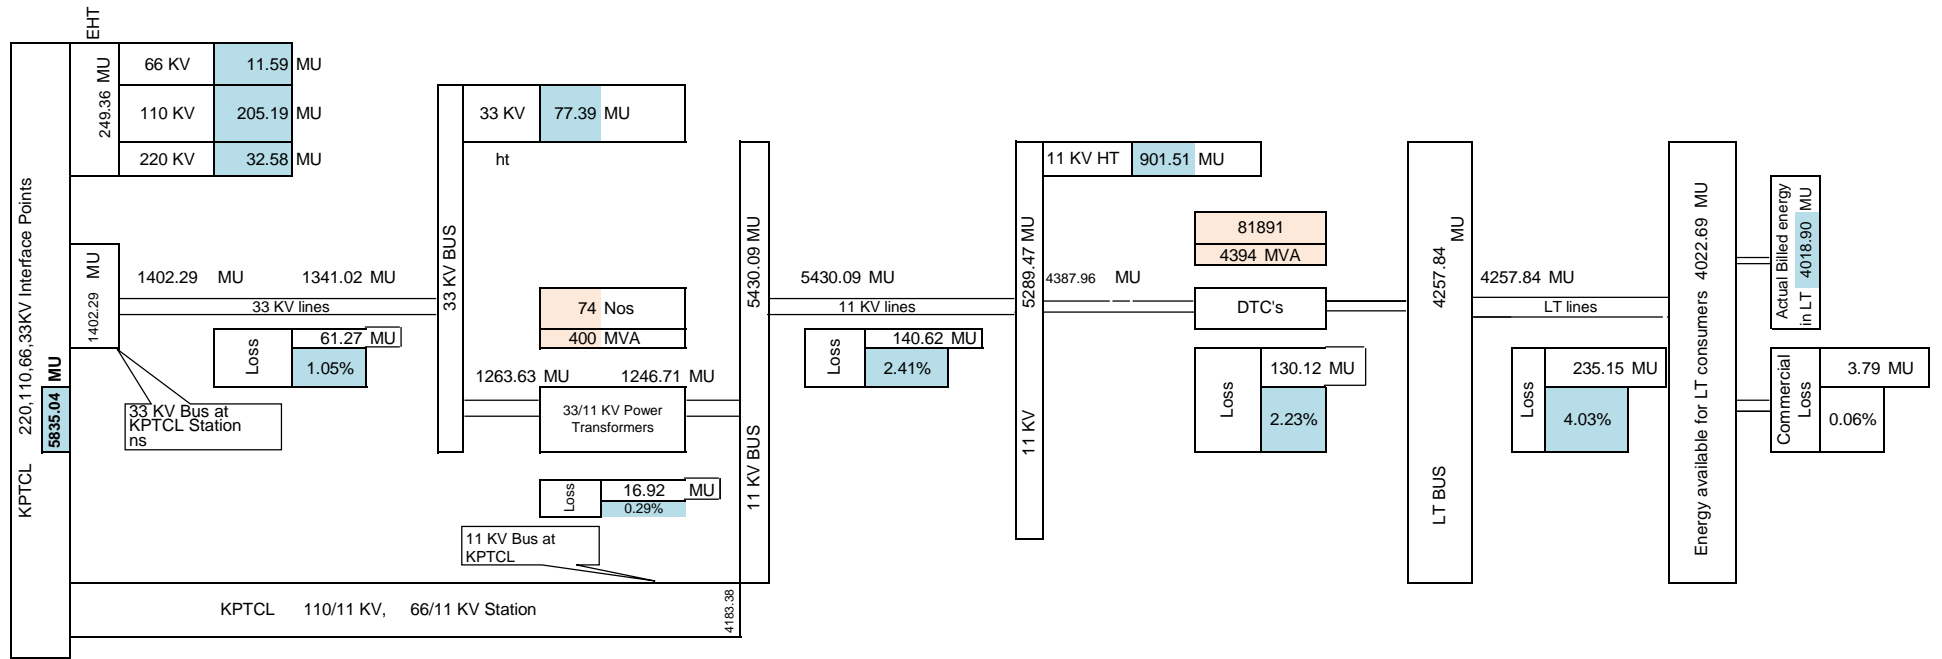 EHT
249.36 MU
66 KV 11.59 MU
110 KV 205.19 MU
220 KV 32.58 MU
KPTCL 220,110,66,33KV Interface Points
5835.04 MU
1402.29 MU
1402.29 MU 1341.02 MU
33 KV lines
Loss
61.27 MU
1.05%
33 KV Bus at
KPTCL Station
ns
33 KV BUS
33 KV 77.39 MU
ht
74 Nos
400 MVA
1263.63 MU 1246.71 MU
33/11 KV Power
Transformers
Loss
16.92 MU
0.29%
11 KV Bus at
KPTCL
KPTCL 110/11 KV, 66/11 KV Station
4183.38
11 KV BUS 5430.09 MU
5430.09 MU
11 KV lines
Loss
140.62 MU
2.41%
11 KV 5289.47 MU
11 KV HT 901.51 MU
4387.96 MU
81891
4394 MVA
DTC's
Loss
130.12 MU
2.23%
LT BUS 4257.84 MU
4257.84 MU
LT lines
Loss
235.15 MU
4.03%
Energy available for LT consumers 4022.69 MU
Actual Billed energy
in LT 4018.90 MU
Commercial
Loss
3.79 MU
0.06%